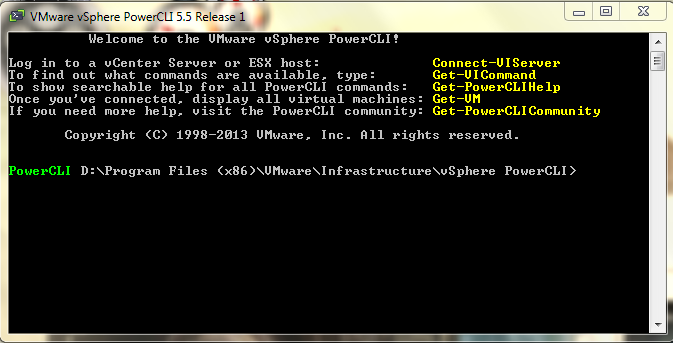 VMware vSphere PowerCLI 5.5 Release 1
Welcome to the VMware vSphere PowerCLI!
Log in to a vCenter Server or ESX host: Connect-VIServer
To find out what commands are available, type: Get-VICommand
To show searchable help for all PowerCLI commands: Get-PowerCLIHelp
Once you've connected, display all virtual machines: Get-VM
If you need more help, visit the PowerCLI community: Get-PowerCLICommunity
Copyright (C) 1998-2013 VMware, Inc. All rights reserved.
PowerCLI D:\Program Files (x86)\VMware\Infrastructure\vSphere PowerCLI>